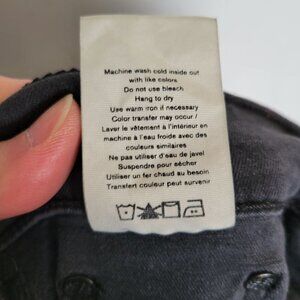 Machine wash cold inside out
with like colors.
Do not use bleach
Hang to dry
Use warm iron if necessary
Color transfer may occur /
Laver le vêtement à l'intérieur en
machine à l'eau froide avec des
couleurs similaires
Ne pas utiliser d'eau de javel
Suspendre pour sécher
Utiliser un fer chaud au besoin
Transfert couleur peut survenir